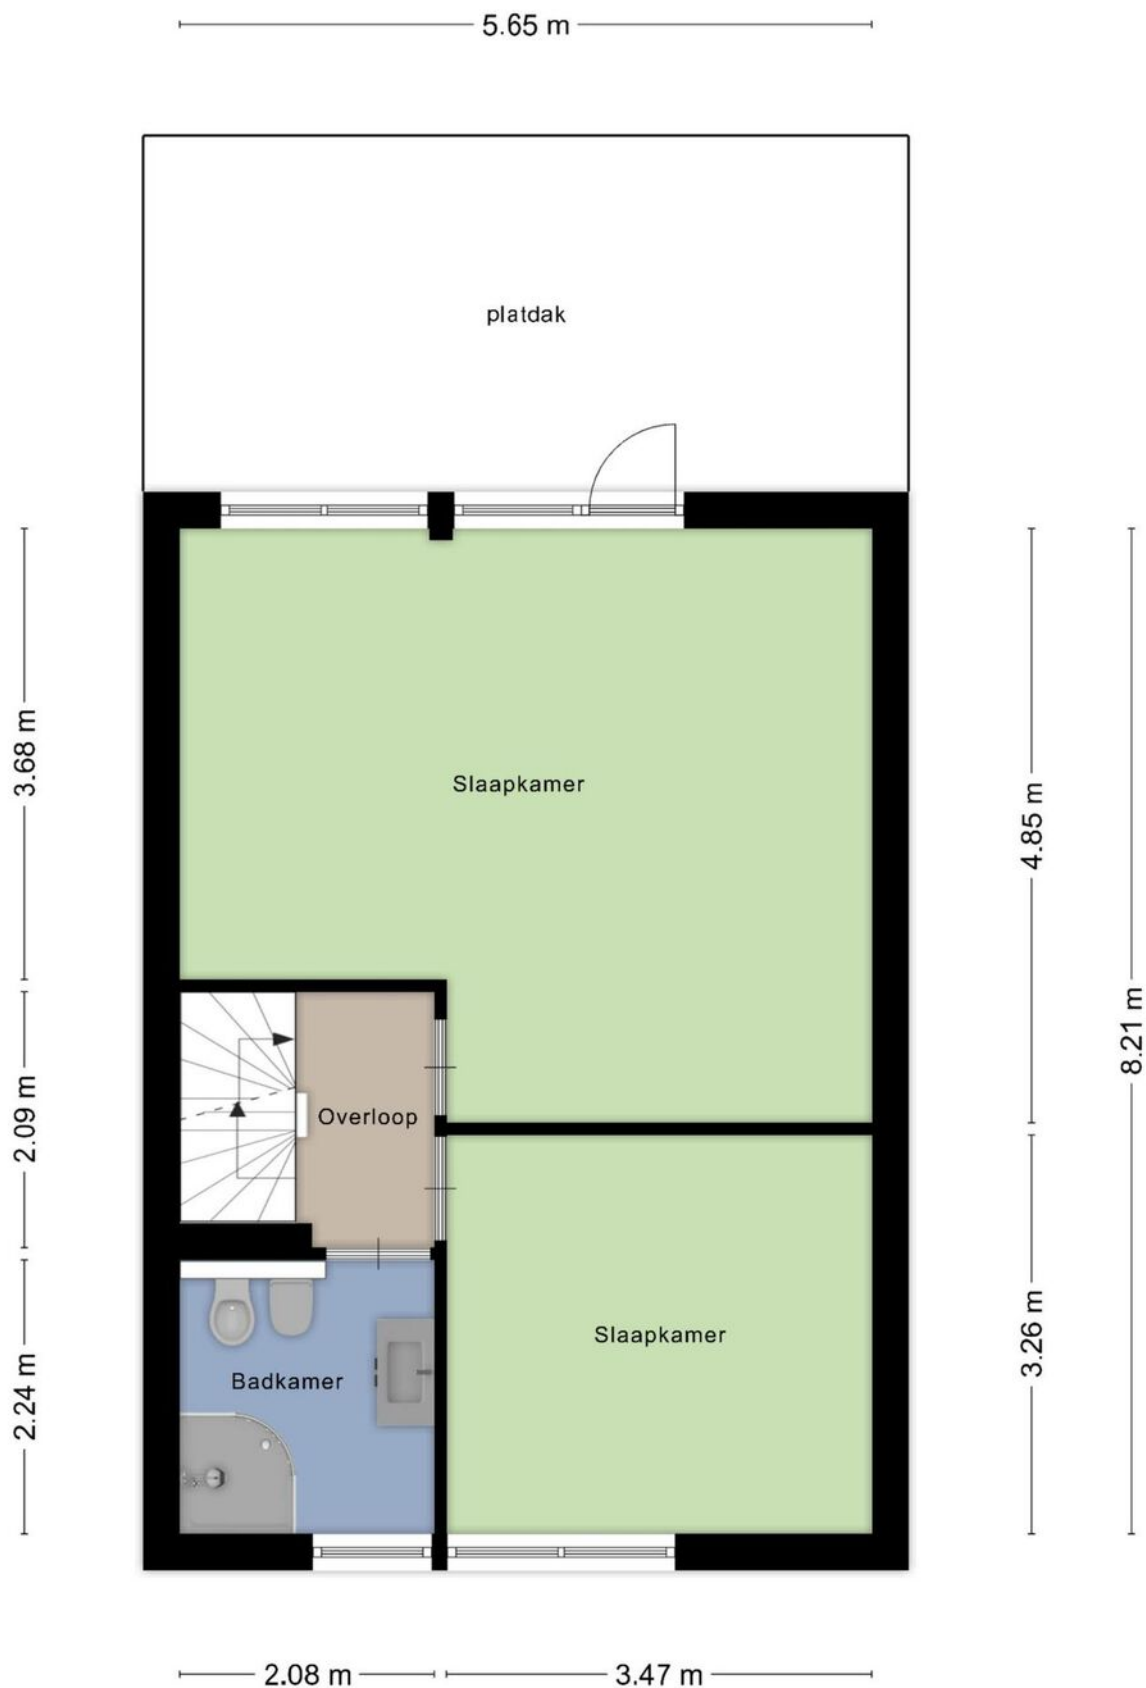 5.65 m
platdak
3.68 m
Slaapkamer
4.85 m
8.21 m
2.09 m
Overloop
Slaapkamer
3.26 m
2.24 m
Badkamer
2.08 m
3.47 m